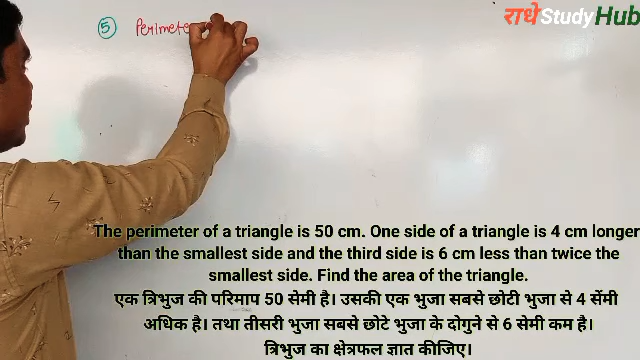 राधे Study Hub
5 Perimete
The perimeter of a triangle is 50 cm. One side of a triangle is 4 cm longer
than the smallest side and the third side is 6 cm less than twice the
smallest side. Find the area of the triangle.
एक त्रिभुज की परिमाप 50 सेमी है। उसकी एक भुजा सबसे छोटी भुजा से 4 सेंमी
अधिक है। तथा तीसरी भुजा सबसे छोटे भुजा के दोगुने से 6 सेमी कम है।
त्रिभुज का क्षेत्रफल ज्ञात कीजिए।